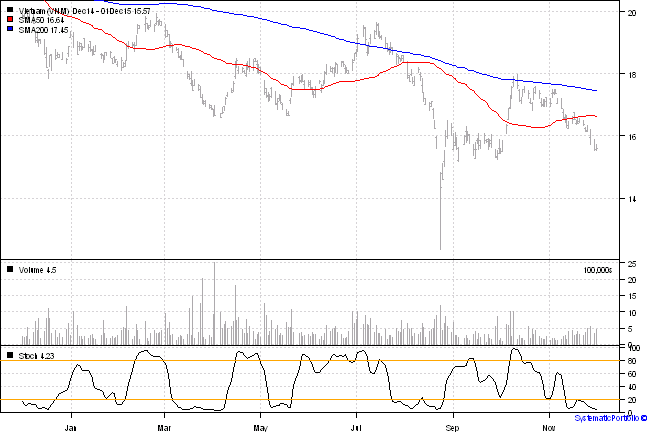 Vietnam (VNM) Dec14 - 01Dec15 15.57
SMA50 16.64
SMA200 17.45
20
18
16
14
Volume 4.5
100,000s
25
20
15
10
5
0
Stoch 4.23
100
80
60
40
20
0
Jan
Mar
May
Jul
Sep
Nov
SystematicPortfolio ©